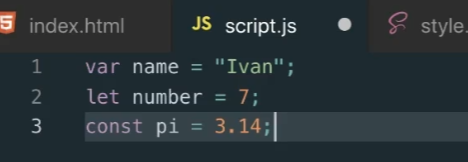 index.html JS script.js style.
1 var name = "Ivan";
2 let number = 7;
3 const pi = 3.14;